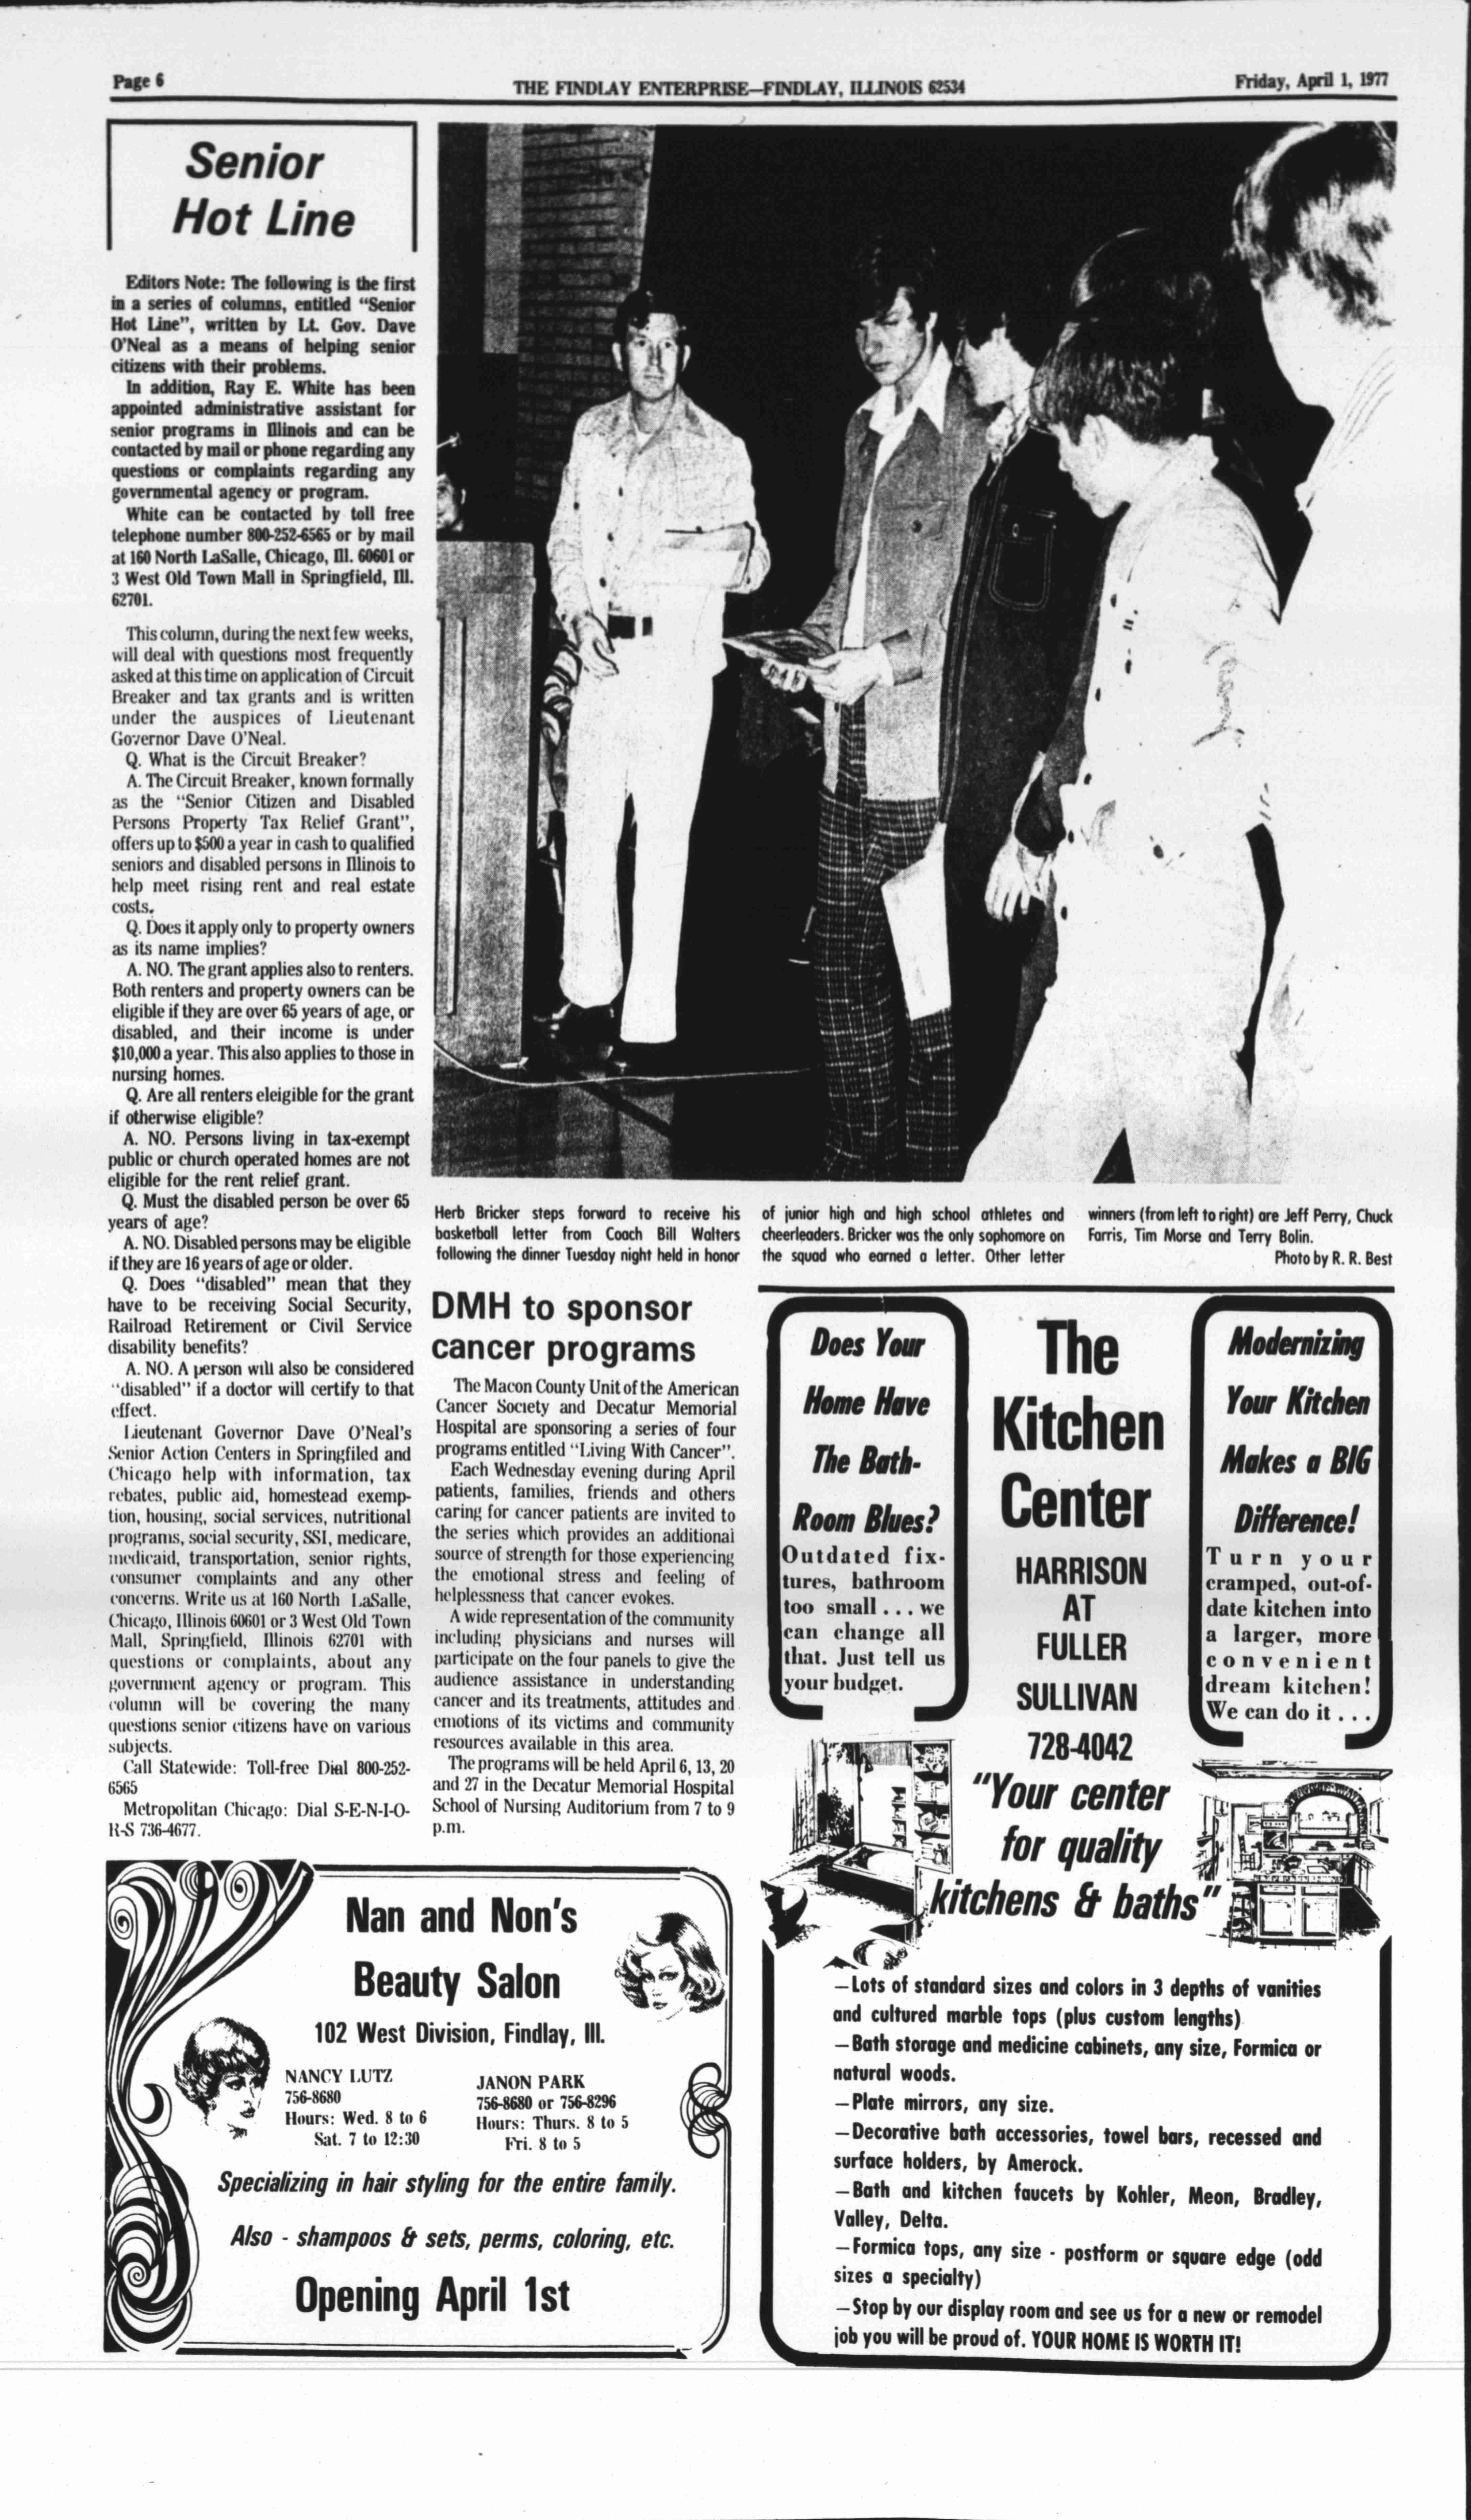 Page 6
THE FINDLAY ENTERPRISE—FINDLAY, ILLINOIS 62534
Friday, April 1, 1977
Senior
Hot Line
Editors Note: The following is the first
in a series of columns, entitled "Senior
Hot Line", written by Lt. Gov. Dave
O'Neal as a means of helping senior
citizens with their problems.
In addition, Ray E. White has been
appointed administrative assistant for
senior programs in Illinois and can be
contacted by mail or phone regarding any
questions or complaints regarding any
governmental agency or program.
White can be contacted by toll free
telephone number 800-252-6565 or by mail
at 160 North LaSalle, Chicago, Ill. 60601 or
3 West Old Town Mall in Springfield, Ill.
62701.
This column, during the next few weeks,
will deal with questions most frequently
asked at this time on application of Circuit
Breaker and tax grants and is written
under the auspices of Lieutenant
Governor Dave O'Neal.
Q. What is the Circuit Breaker?
A. The Circuit Breaker, known formally
as the "Senior Citizen and Disabled
Persons Property Tax Relief Grant",
offers up to $500 a year in cash to qualified
seniors and disabled persons in Illinois to
help meet rising rent and real estate
costs.
Q. Does it apply only to property owners
as its name implies?
A. NO. The grant applies also to renters.
Both renters and property owners can be
eligible if they are over 65 years of age, or
disabled, and their income is under
$10,000 a year. This also applies to those in
nursing homes.
Q. Are all renters eleigible for the grant
if otherwise eligible?
A. NO. Persons living in tax-exempt
public or church operated homes are not
eligible for the rent relief grant.
Q. Must the disabled person be over 65
years of age?
A. NO. Disabled persons may be eligible
if they are 16 years of age or older.
Q. Does "disabled" mean that they
have to be receiving Social Security,
Railroad Retirement or Civil Service
disability benefits?
A. NO. A person will also be considered
"disabled" if a doctor will certify to that
effect.
Lieutenant Governor Dave O'Neal's
Senior Action Centers in Springfiled and
Chicago help with information, tax
rebates, public aid, homestead exemp-
tion, housing, social services, nutritional
programs, social security, SSI, medicare,
medicaid, transportation, senior rights,
consumer complaints and any other
concerns. Write us at 160 North LaSalle,
Chicago, Illinois 60601 or 3 West Old Town
Mall, Springfield, Illinois 62701 with
questions or complaints, about any
government agency or program. This
column will be covering the many
questions senior citizens have on various
subjects.
Call Statewide: Toll-free Dial 800-252-
6565
Metropolitan Chicago: Dial S-E-N-I-O-
R-S 736-4677.
Herb Bricker steps forward to receive his
basketball letter from Coach Bill Walters
following the dinner Tuesday night held in honor
of junior high and high school athletes and
cheerleaders. Bricker was the only sophomore on
the squad who earned a letter. Other letter
winners (from left to right) are Jeff Perry, Chuck
Farris, Tim Morse and Terry Bolin.
Photo by R. R. Best
DMH to sponsor
cancer programs
The Macon County Unit of the American
Cancer Society and Decatur Memorial
Hospital are sponsoring a series of four
programs entitled "Living With Cancer".
Each Wednesday evening during April
patients, families, friends and others
caring for cancer patients are invited to
the series which provides an additional
source of strength for those experiencing
the emotional stress and feeling of
helplessness that cancer evokes.
A wide representation of the community
including physicians and nurses will
participate on the four panels to give the
audience assistance in understanding
cancer and its treatments, attitudes and
emotions of its victims and community
resources available in this area.
The programs will be held April 6, 13, 20
and 27 in the Decatur Memorial Hospital
School of Nursing Auditorium from 7 to 9
p.m.
Nan and Non's
Beauty Salon
102 West Division, Findlay, Ill.
NANCY LUTZ
756-8680
Hours: Wed. 8 to 6
Sat. 7 to 12:30
JANON PARK
756-8680 or 756-8296
Hours: Thurs. 8 to 5
Fri. 8 to 5
Specializing in hair styling for the entire family.
Also - shampoos & sets, perms, coloring, etc.
Opening April 1st
Does Your
Home Have
The Bath-
Room Blues?
Outdated fix-
tures, bathroom
too small . . . we
can change all
that. Just tell us
your budget.
The
Kitchen
Center
HARRISON
AT
FULLER
SULLIVAN
728-4042
"Your center
for quality
kitchens & baths"
Modernizing
Your Kitchen
Makes a BIG
Difference!
Turn your
cramped, out-of-
date kitchen into
a larger, more
convenient
dream kitchen!
We can do it . . .
—Lots of standard sizes and colors in 3 depths of vanities
and cultured marble tops (plus custom lengths)
—Bath storage and medicine cabinets, any size, Formica or
natural woods.
—Plate mirrors, any size.
—Decorative bath accessories, towel bars, recessed and
surface holders, by Amerock.
—Bath and kitchen faucets by Kohler, Meon, Bradley,
Valley, Delta.
—Formica tops, any size - postform or square edge (odd
sizes a specialty)
—Stop by our display room and see us for a new or remodel
job you will be proud of. YOUR HOME IS WORTH IT!